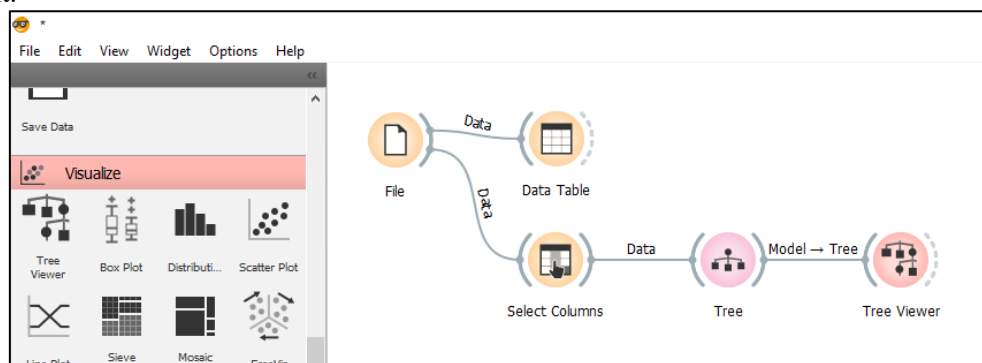 *
File Edit View Widget Options Help
«
Save Data
Visualize
Tree Viewer
Box Plot
Distributi...
Scatter Plot
Sieve
Mosaic
File
Data
Data Table
Data
Select Columns
Data
Tree
Model → Tree
Tree Viewer